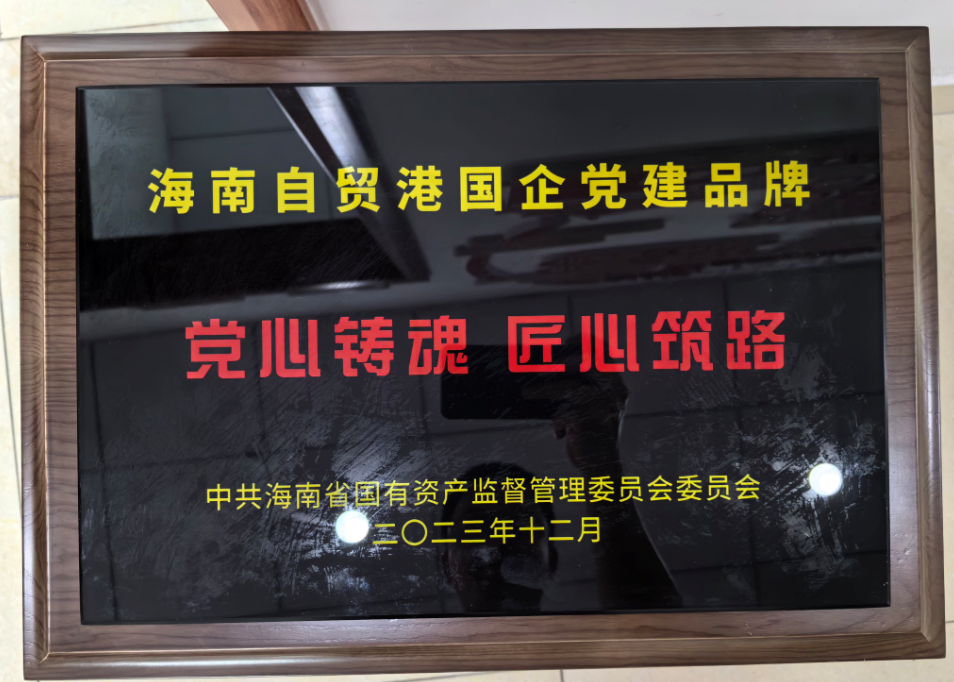 海南自贸港国企党建品牌
党心铸魂 匠心筑路
中共海南省国有资产监督管理委员会委员会
二〇二三年十二月